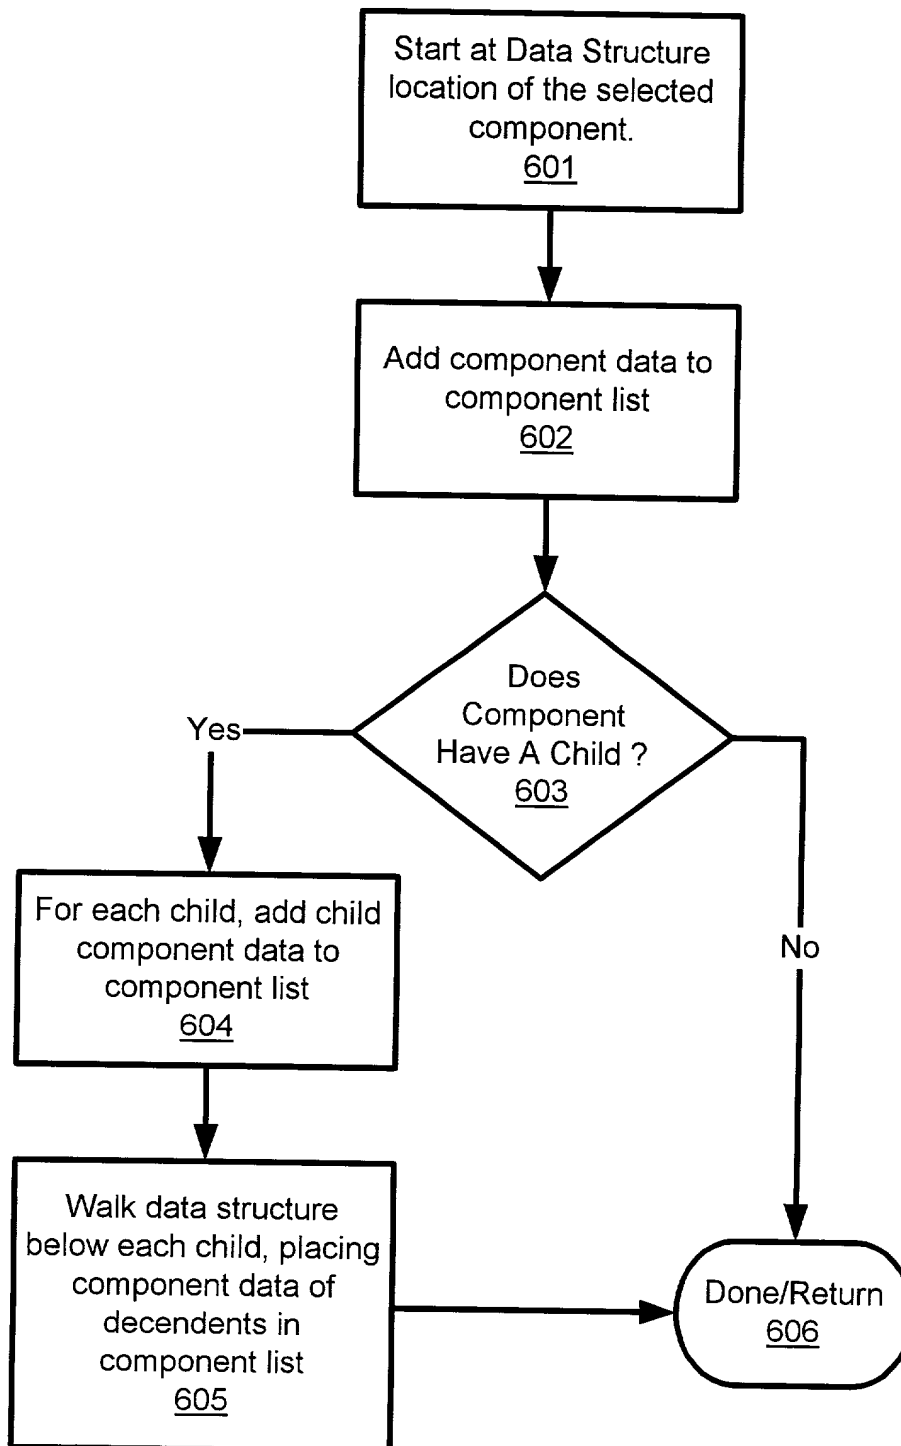 Start at Data Structure
location of the selected
component.
601
Add component data to
component list
602
Does
Component
Have A Child ?
603
Yes
No
For each child, add child
component data to
component list
604
Walk data structure
below each child, placing
component data of
decendents in
component list
605
Done/Return
606